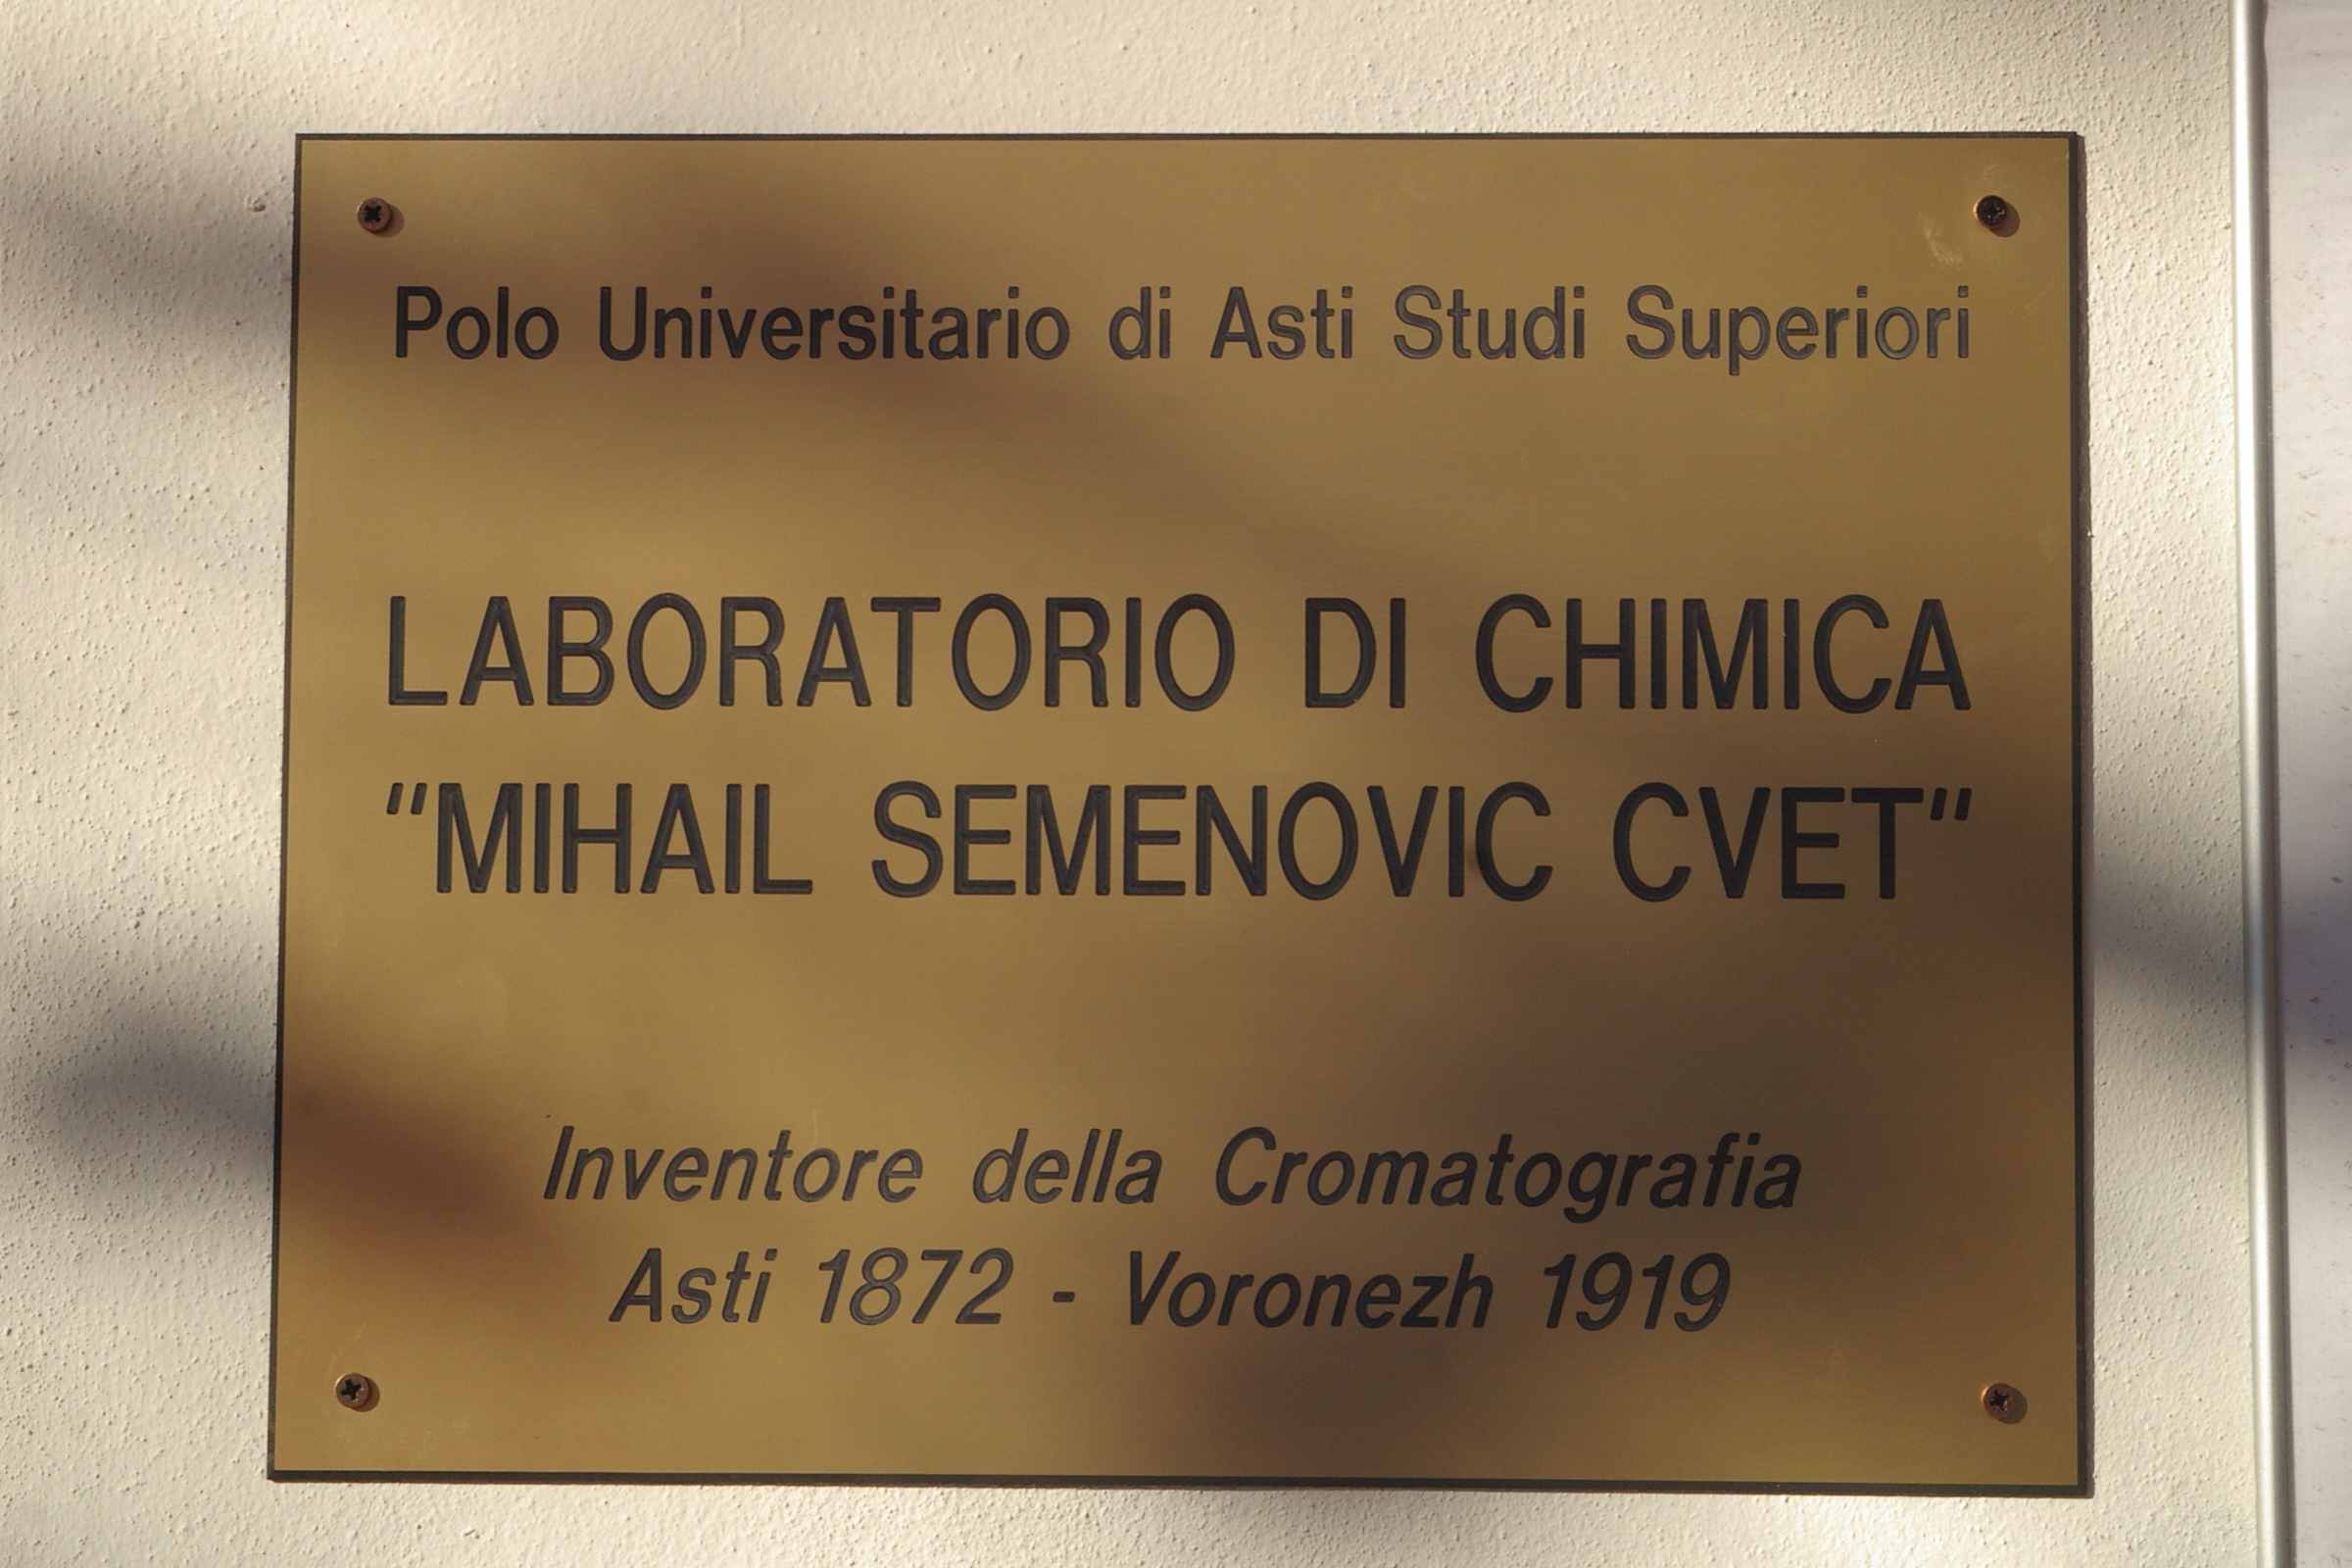 Polo Universitario di Asti Studi Superiori
LABORATORIO DI CHIMICA
"MIHAIL SEMENOVIC CVET"
Inventore della Cromatografia
Asti 1872 - Voronezh 1919